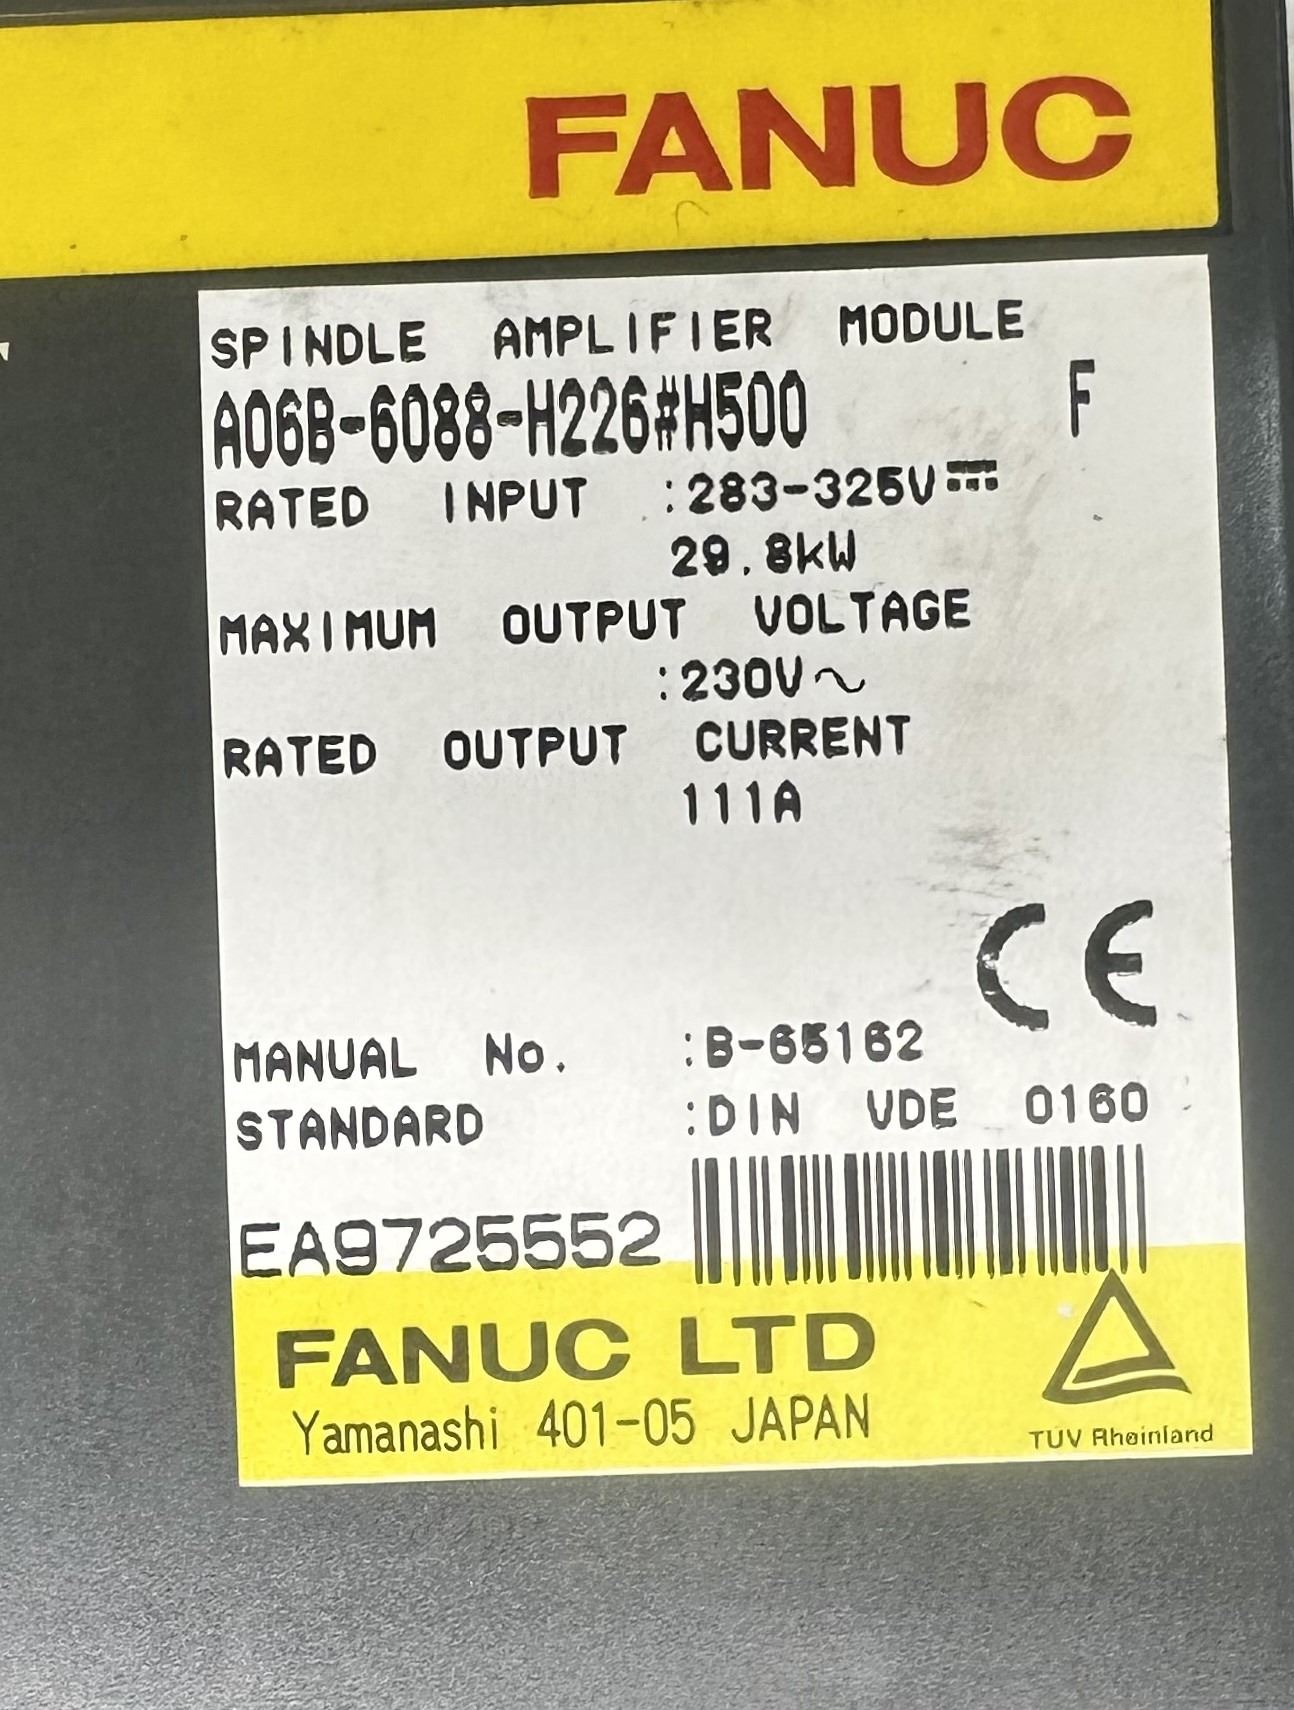 FANUC
SPINDLE AMPLIFIER MODULE
A06B-6088-H226#H500 F
RATED INPUT :283-325V⎓
29.8kW
MAXIMUM OUTPUT VOLTAGE
:230V～
RATED OUTPUT CURRENT
111A
CE
MANUAL No. :B-65162
STANDARD :DIN VDE 0160
EA9725552
FANUC LTD
Yamanashi 401-05 JAPAN
TUV Rheinland